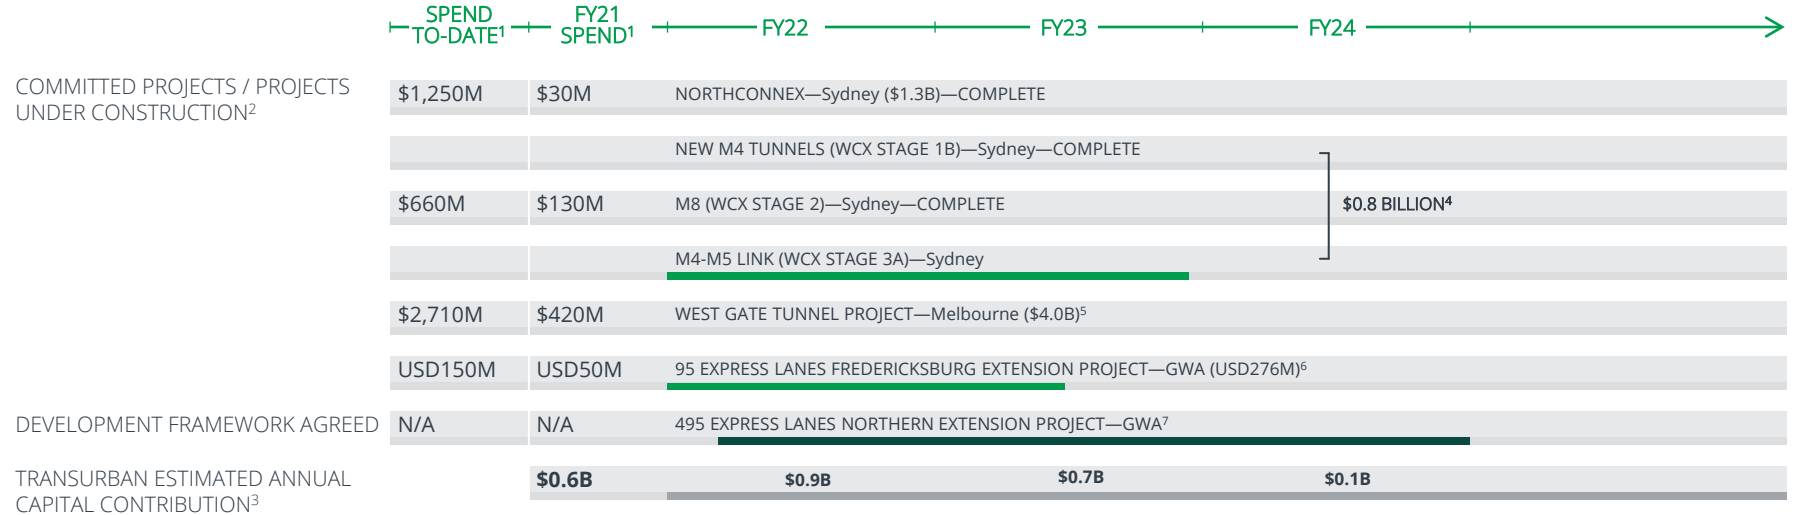 SPEND
TO-DATE¹
FY21
SPEND¹
FY22
FY23
FY24
COMMITTED PROJECTS / PROJECTS
UNDER CONSTRUCTION²
$1,250M
$30M
NORTHCONNEX—Sydney ($1.3B)—COMPLETE
NEW M4 TUNNELS (WCX STAGE 1B)—Sydney—COMPLETE
$660M
$130M
M8 (WCX STAGE 2)—Sydney—COMPLETE
$0.8 BILLION⁴
M4-M5 LINK (WCX STAGE 3A)—Sydney
$2,710M
$420M
WEST GATE TUNNEL PROJECT—Melbourne ($4.0B)⁵
USD150M
USD50M
95 EXPRESS LANES FREDERICKSBURG EXTENSION PROJECT—GWA (USD276M)⁶
DEVELOPMENT FRAMEWORK AGREED
N/A
N/A
495 EXPRESS LANES NORTHERN EXTENSION PROJECT—GWA⁷
TRANSURBAN ESTIMATED ANNUAL
CAPITAL CONTRIBUTION³
$0.6B
$0.9B
$0.7B
$0.1B